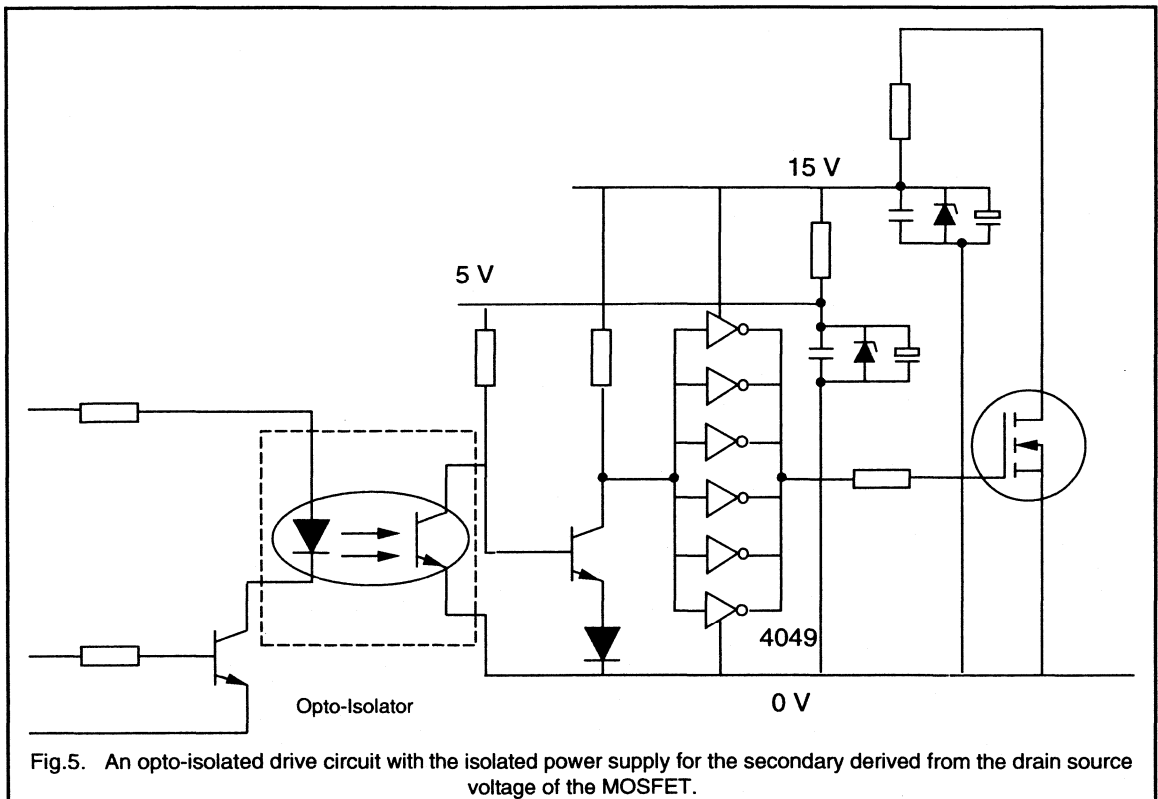 15 V
5 V
4049
Opto-Isolator
0 V
Fig.5. An opto-isolated drive circuit with the isolated power supply for the secondary derived from the drain source
voltage of the MOSFET.